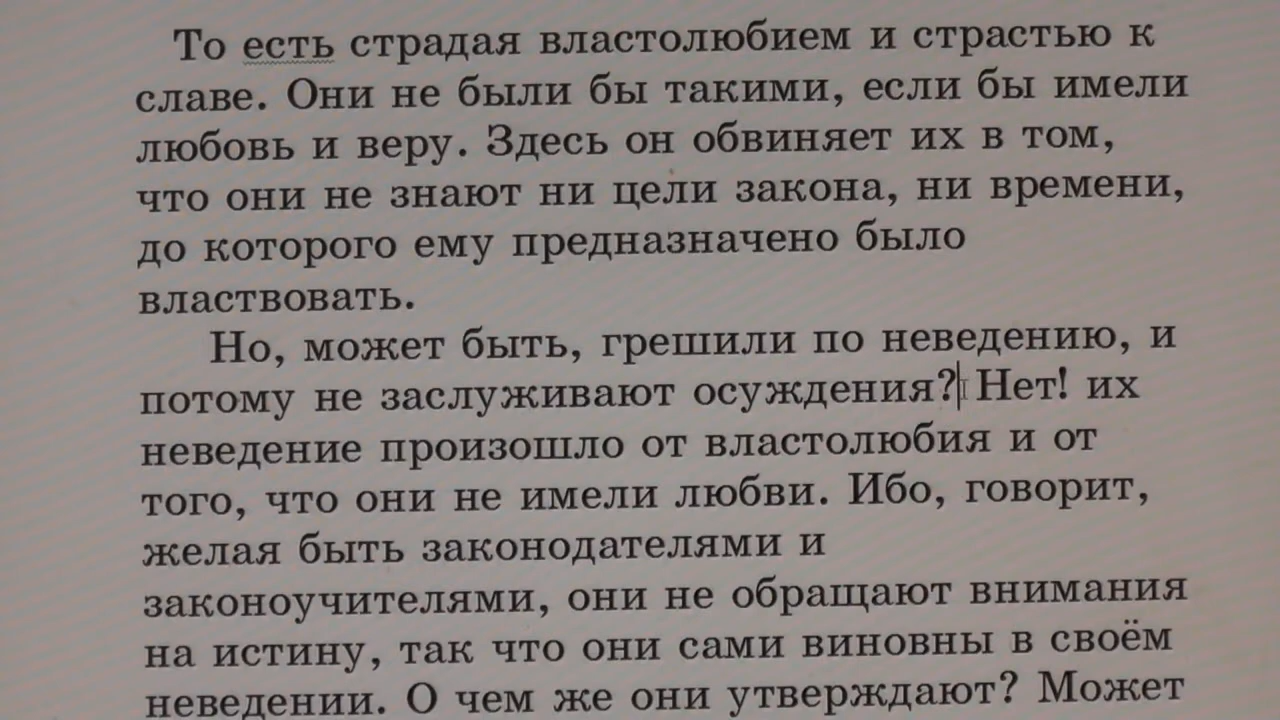 То есть страдая властолюбием и страстью к
славе. Они не были бы такими, если бы имели
любовь и веру. Здесь он обвиняет их в том,
что они не знают ни цели закона, ни времени,
до которого ему предназначено было
властвовать.
Но, может быть, грешили по неведению, и
потому не заслуживают осуждения? Нет! их
неведение произошло от властолюбия и от
того, что они не имели любви. Ибо, говорит,
желая быть законодателями и
законоучителями, они не обращают внимания
на истину, так что они сами виновны в своём
неведении. О чем же они утверждают? Может